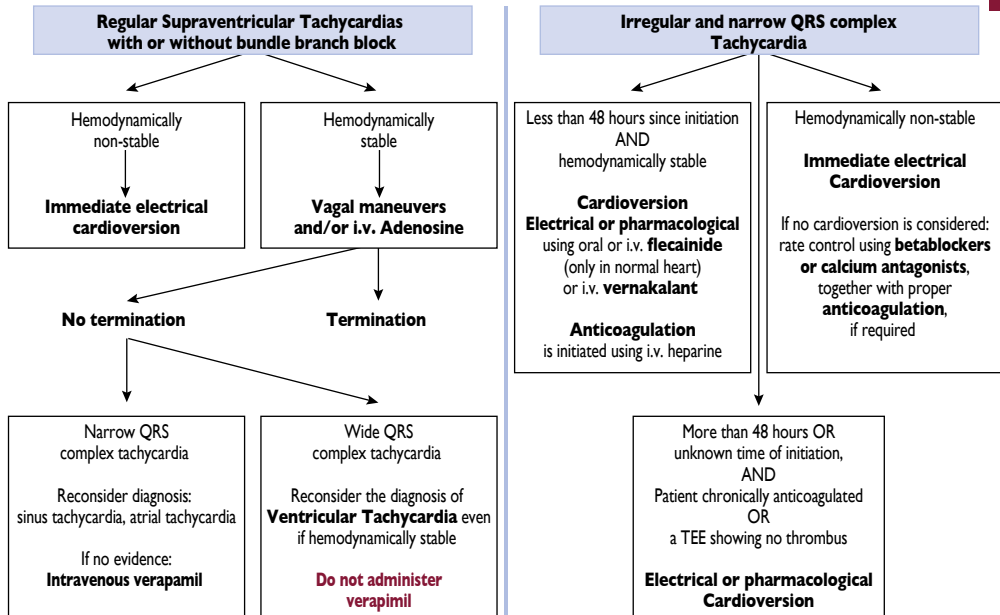 Regular Supraventricular Tachycardias
with or without bundle branch block
Hemodynamically
non-stable
Immediate electrical
cardioversion
Hemodynamically
stable
Vagal maneuvers
and/or i.v. Adenosine
No termination
Termination
Narrow QRS
complex tachycardia
Reconsider diagnosis:
sinus tachycardia, atrial tachycardia
If no evidence:
Intravenous verapamil
Wide QRS
complex tachycardia
Reconsider the diagnosis of
Ventricular Tachycardia even
if hemodynamically stable
Do not administer
verapimil
Irregular and narrow QRS complex
Tachycardia
Less than 48 hours since initiation
AND
hemodynamically stable
Cardioversion
Electrical or pharmacological
using oral or i.v. flecainide
(only in normal heart)
or i.v. vernakalant
Anticoagulation
is initiated using i.v. heparine
Hemodynamically non-stable
Immediate electrical
Cardioversion
If no cardioversion is considered:
rate control using betablockers
or calcium antagonists,
together with proper
anticoagulation,
if required
More than 48 hours OR
unknown time of initiation,
AND
Patient chronically anticoagulated
OR
a TEE showing no thrombus
Electrical or pharmacological
Cardioversion